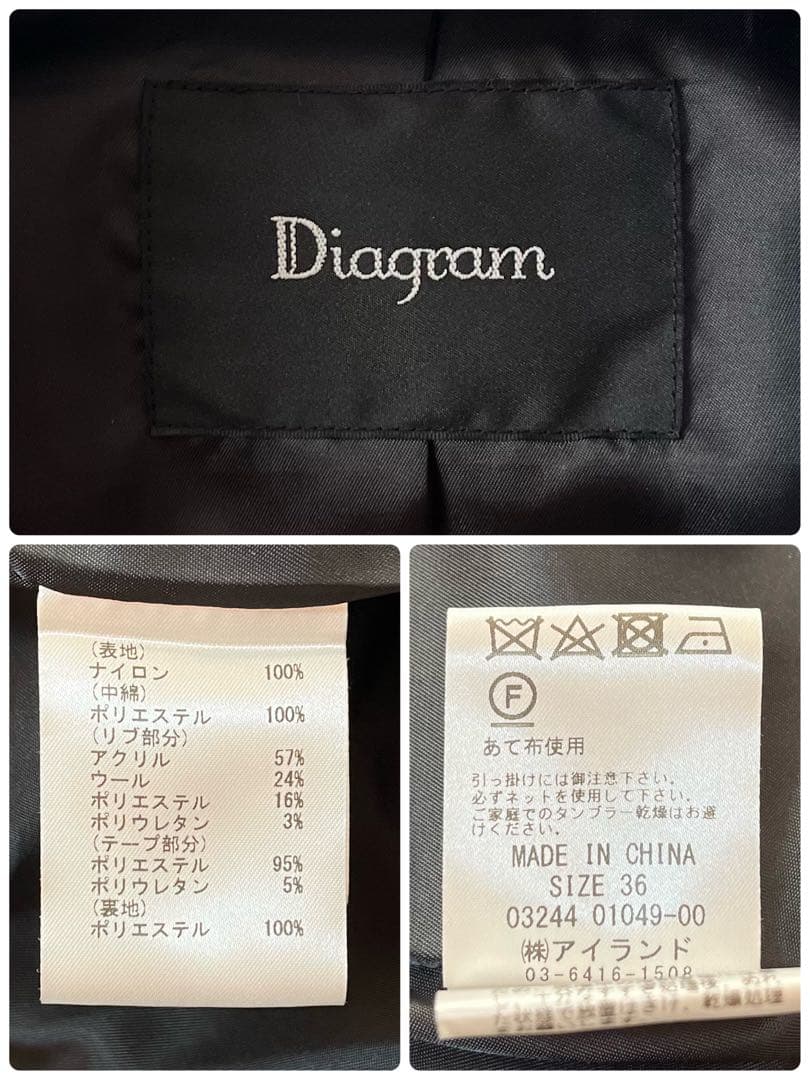 Diagram
(表地)
ナイロン 100%
(中綿)
ポリエステル 100%
(リブ部分)
アクリル 57%
ウール 24%
ポリエステル 16%
ポリウレタン 3%
(テープ部分)
ポリエステル 95%
ポリウレタン 5%
(裏地)
ポリエステル 100%
F
あて布使用
引っ掛けには御注意下さい。
必ずネットを使用して下さい。
ご家庭でのタンブラー乾燥はお避
けください。
MADE IN CHINA
SIZE 36
03244 01049-00
(株)アイランド
03-6416-1508